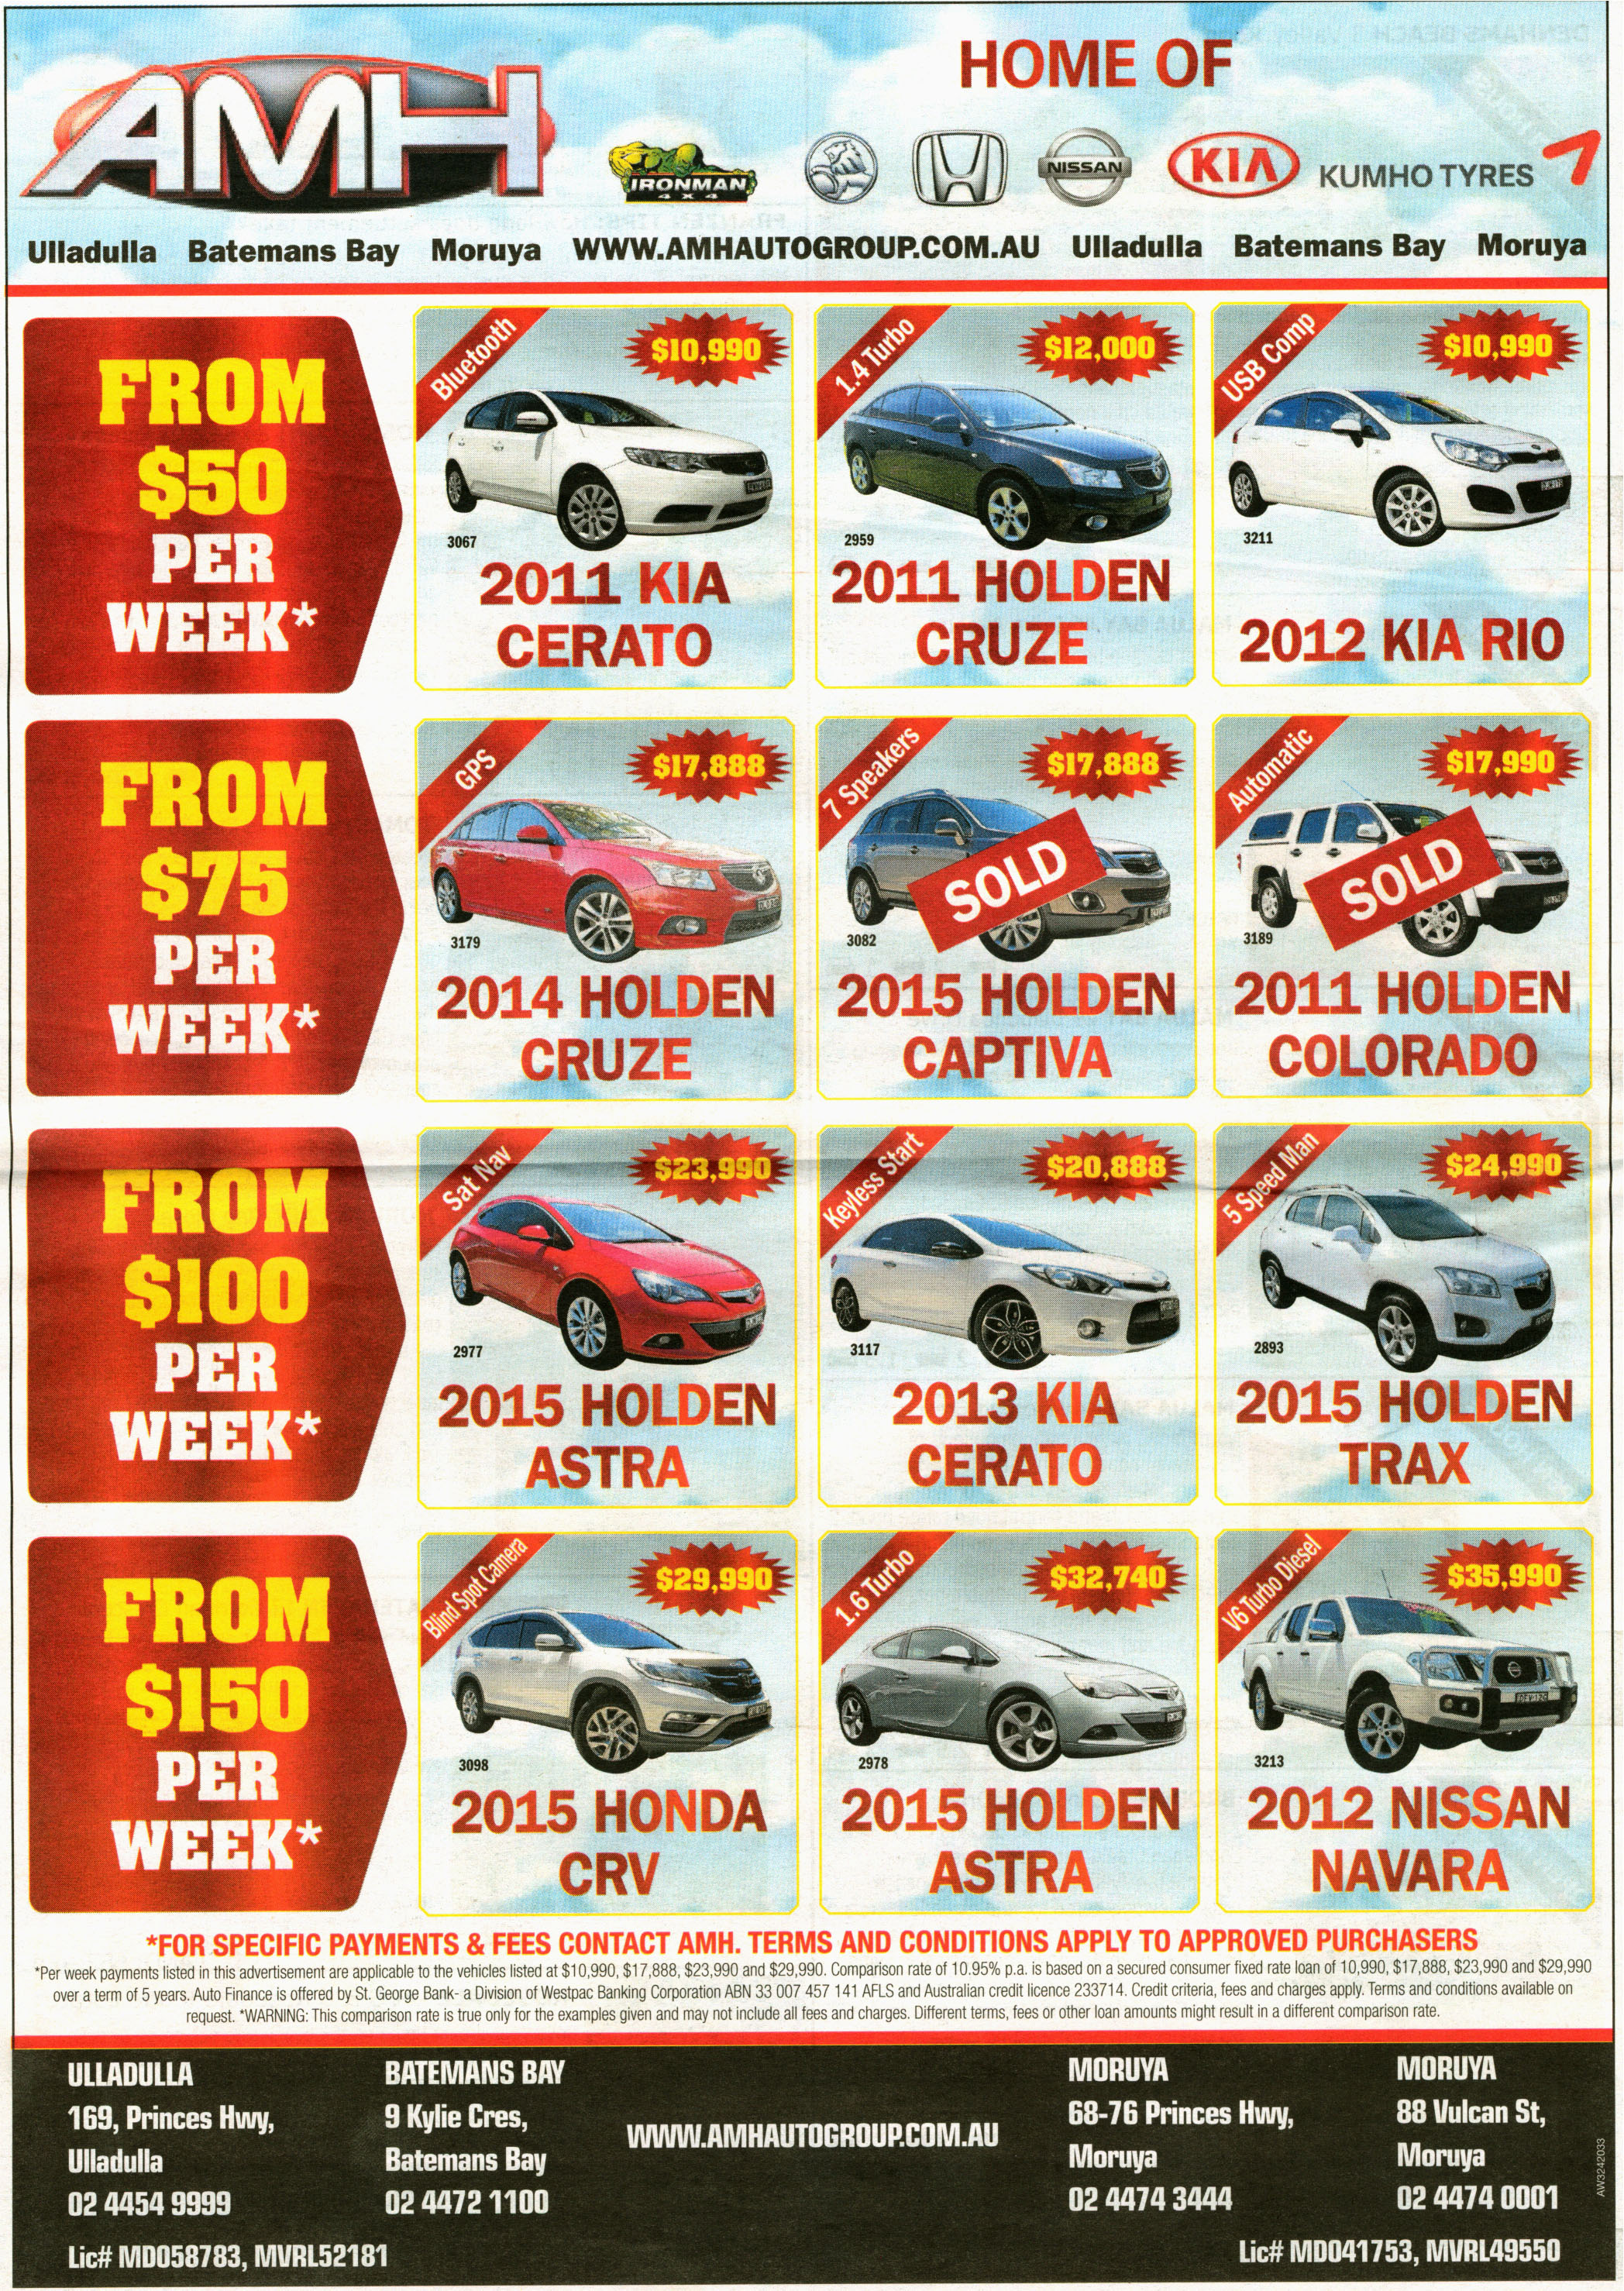 AMH
HOME OF
IRONMAN
4 X 4
NISSAN
KIA
KUMHO TYRES
Ulladulla Batemans Bay Moruya WWW.AMHAUTOGROUP.COM.AU Ulladulla Batemans Bay Moruya
FROM
$50
PER
WEEK*
Bluetooth
$10,990
3067
2011 KIA
CERATO
1.4 Turbo
$12,000
2959
2011 HOLDEN
CRUZE
USB Comp
$10,990
3211
2012 KIA RIO
FROM
$75
PER
WEEK*
GPS
$17,888
3179
2014 HOLDEN
CRUZE
7 Speakers
$17,888
SOLD
3082
2015 HOLDEN
CAPTIVA
Automatic
$17,990
SOLD
3189
2011 HOLDEN
COLORADO
FROM
$100
PER
WEEK*
Sat Nav
$23,990
2977
2015 HOLDEN
ASTRA
Keyless Start
$20,888
3117
2013 KIA
CERATO
5 Speed Man
$24,990
2893
2015 HOLDEN
TRAX
FROM
$150
PER
WEEK*
Blind Spot Camera
$29,990
3098
2015 HONDA
CRV
1.6 Turbo
$32,740
2978
2015 HOLDEN
ASTRA
V6 Turbo Diesel
$35,990
3213
2012 NISSAN
NAVARA
*FOR SPECIFIC PAYMENTS & FEES CONTACT AMH. TERMS AND CONDITIONS APPLY TO APPROVED PURCHASERS
*Per week payments listed in this advertisement are applicable to the vehicles listed at $10,990, $17,888, $23,990 and $29,990. Comparison rate of 10.95% p.a. is based on a secured consumer fixed rate loan of 10,990, $17,888, $23,990 and $29,990
over a term of 5 years. Auto Finance is offered by St. George Bank- a Division of Westpac Banking Corporation ABN 33 007 457 141 AFLS and Australian credit licence 233714. Credit criteria, fees and charges apply. Terms and conditions available on
request. *WARNING: This comparison rate is true only for the examples given and may not include all fees and charges. Different terms, fees or other loan amounts might result in a different comparison rate.
ULLADULLA
169, Princes Hwy,
Ulladulla
02 4454 9999
Lic# MD058783, MVRL52181
BATEMANS BAY
9 Kylie Cres,
Batemans Bay
02 4472 1100
WWW.AMHAUTOGROUP.COM.AU
MORUYA
68-76 Princes Hwy,
Moruya
02 4474 3444
MORUYA
88 Vulcan St,
Moruya
02 4474 0001
Lic# MD041753, MVRL49550
AW3242033